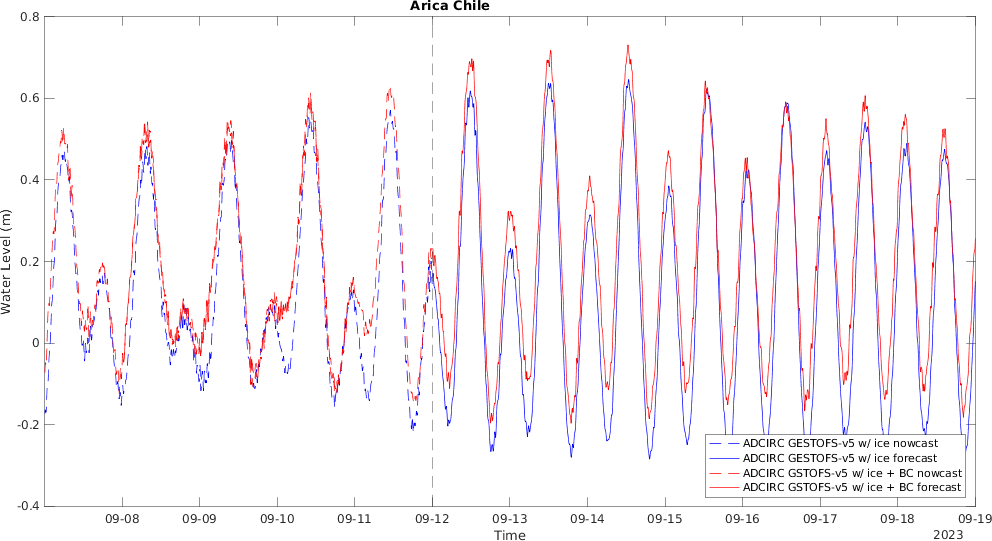 Arica Chile
0.8
0.6
0.4
0.2
0
-0.2
-0.4
Water Level (m)
ADCIRC GESTOFS-v5 w/ ice nowcast
ADCIRC GESTOFS-v5 w/ ice forecast
ADCIRC GSTOFS-v5 w/ ice + BC nowcast
ADCIRC GSTOFS-v5 w/ ice + BC forecast
09-08 09-09 09-10 09-11 09-12 09-13 09-14 09-15 09-16 09-17 09-18 09-19
Time
2023